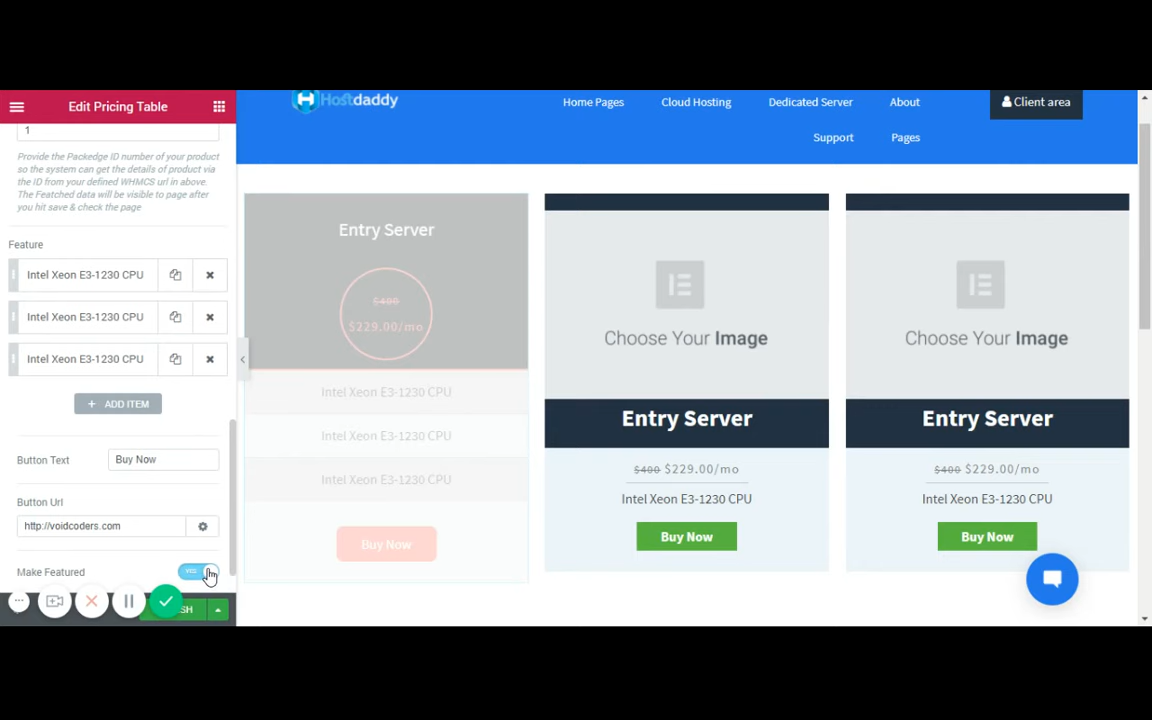 Edit Pricing Table
1
Provide the Packedge ID number of your product
so the system can get the details of product via
the ID from your defined WHMCS url in above.
The Featched data will be visible to page after
you hit save & check the page
Feature
Intel Xeon E3-1230 CPU
Intel Xeon E3-1230 CPU
Intel Xeon E3-1230 CPU
+ ADD ITEM
Button Text
Buy Now
Button Url
http://voidcoders.com
Make Featured
YES
SH
Hostdaddy
Home Pages
Cloud Hosting
Dedicated Server
About
Client area
Support
Pages
Entry Server
$400
$229.00/mo
Intel Xeon E3-1230 CPU
Intel Xeon E3-1230 CPU
Intel Xeon E3-1230 CPU
Buy Now
Choose Your Image
Entry Server
$400 $229.00/mo
Intel Xeon E3-1230 CPU
Buy Now
Choose Your Image
Entry Server
$400 $229.00/mo
Intel Xeon E3-1230 CPU
Buy Now